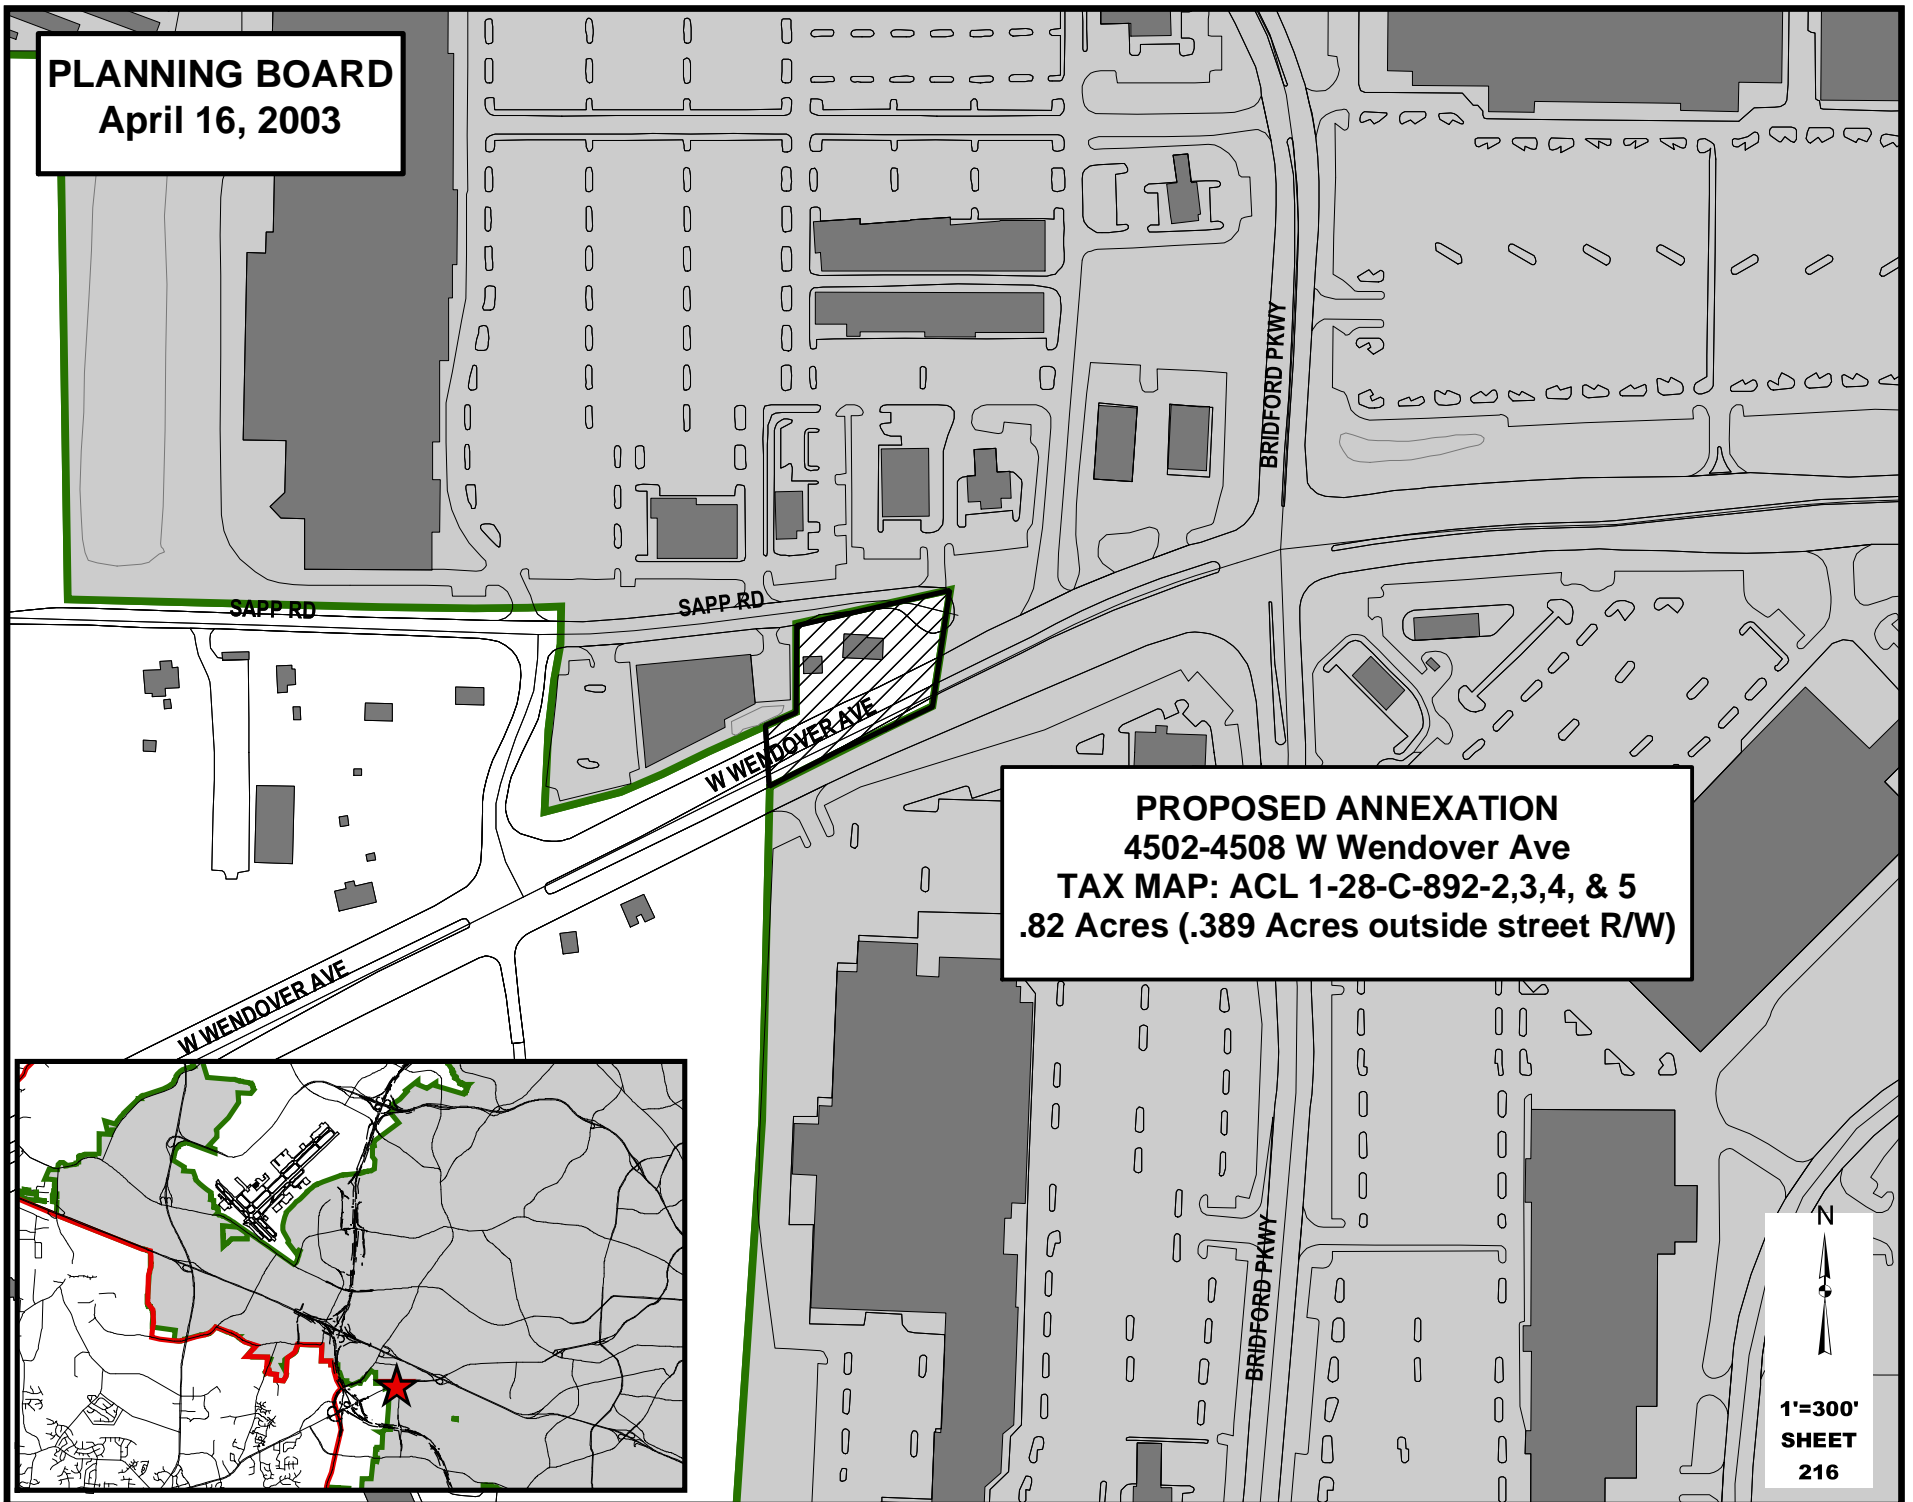 PLANNING BOARD
April 16, 2003
BRIDFORD PKWY
SAPP RD
SAPP RD
W WENDOVER AVE
PROPOSED ANNEXATION
4502-4508 W Wendover Ave
TAX MAP: ACL 1-28-C-892-2,3,4, & 5
.82 Acres (.389 Acres outside street R/W)
W WENDOVER AVE
BRIDFORD PKWY
N
1'=300'
SHEET
216